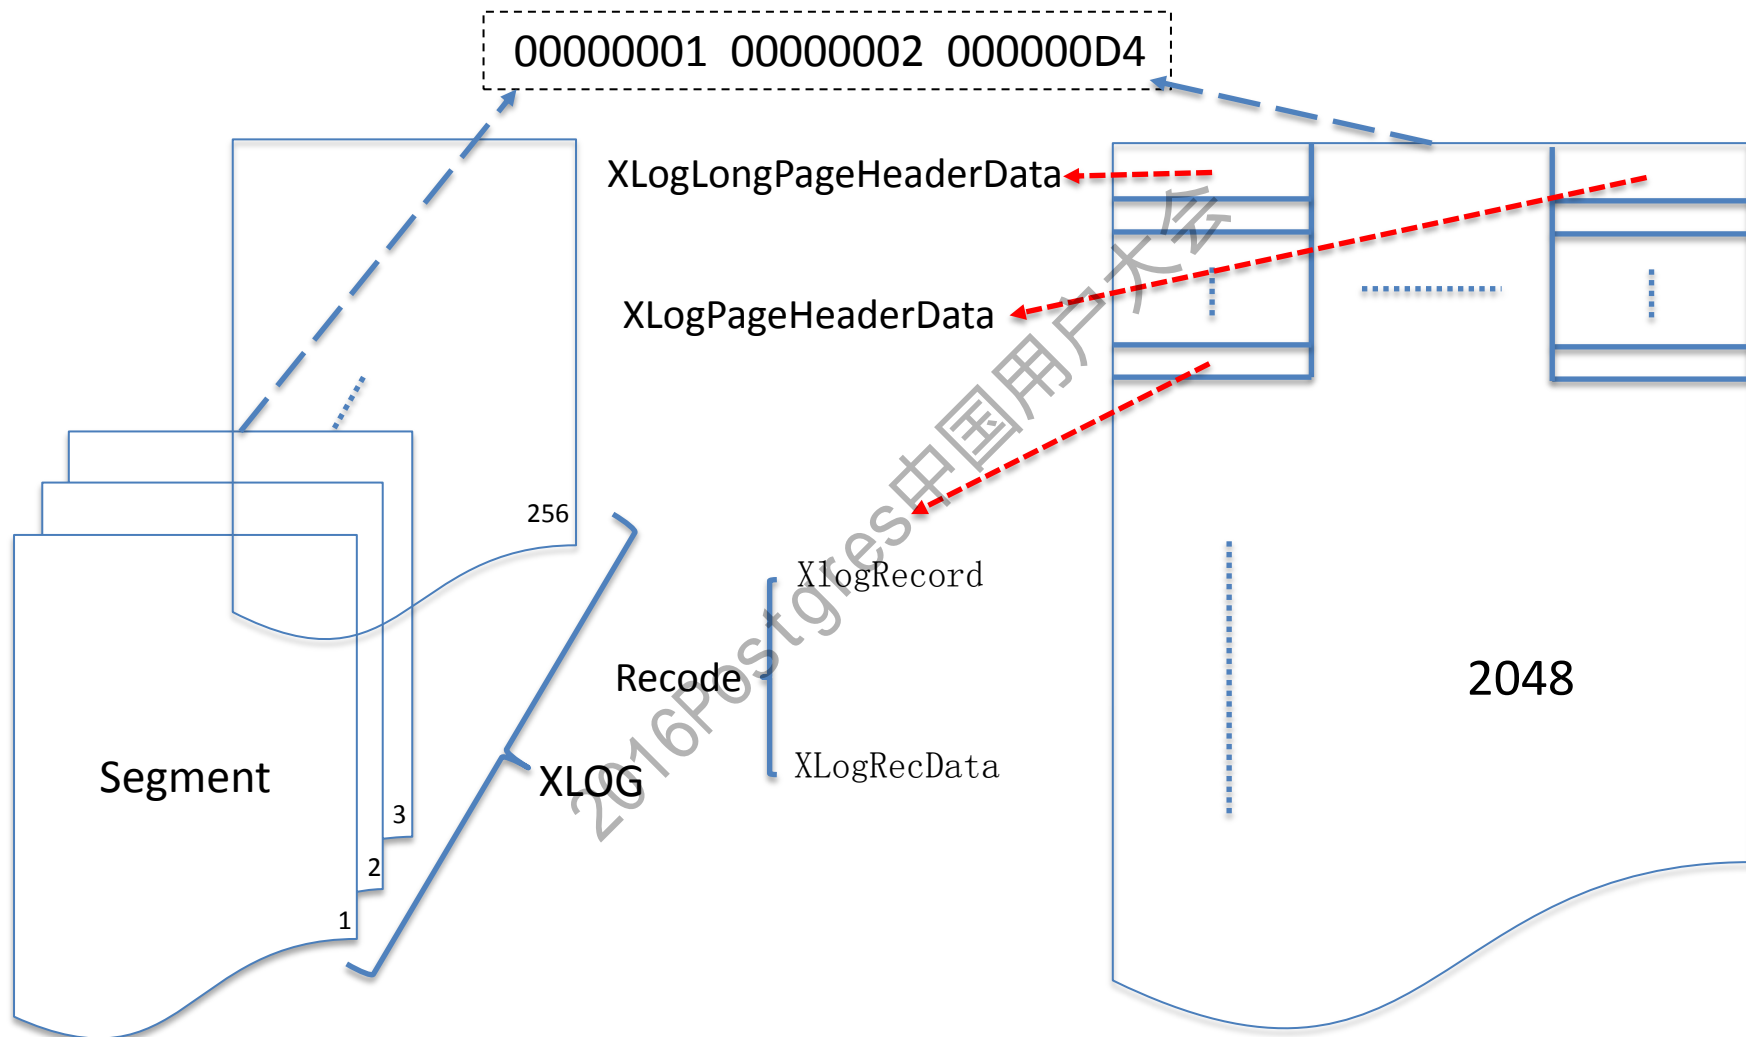 00000001 00000002 000000D4
XLogLongPageHeaderData
XLogPageHeaderData
256
XlogRecord
Recode
2048
XLogRecData
Segment
XLOG
3
2
1
2016Postgres中国用户大会